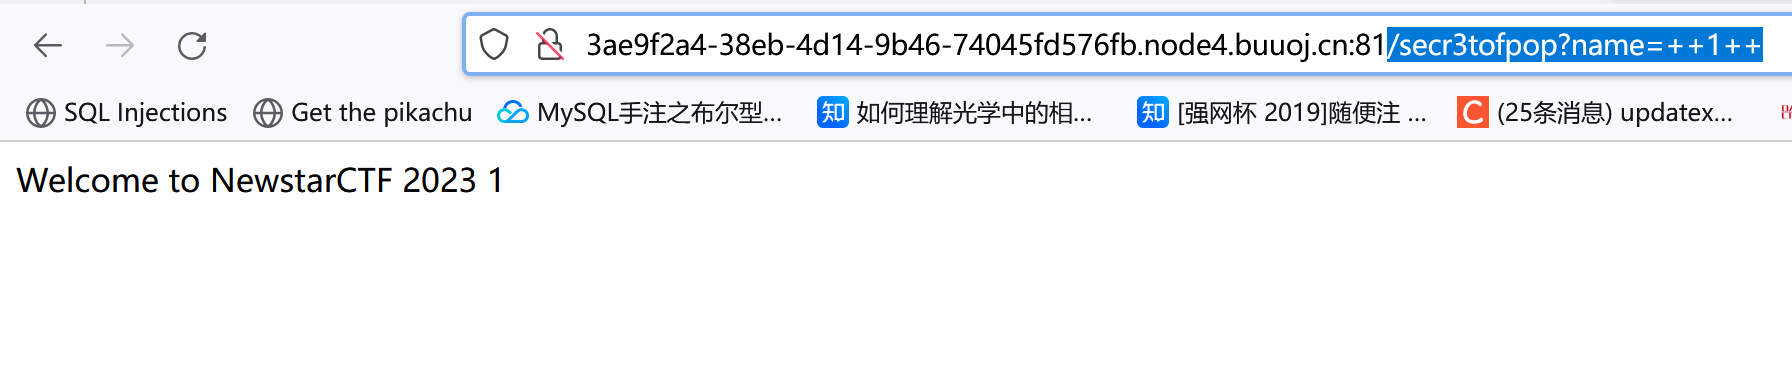 3ae9f2a4-38eb-4d14-9b46-74045fd576fb.node4.buuoj.cn:81/secr3tofpop?name=++1++
SQL Injections Get the pikachu MySQL手注之布尔型... 知 如何理解光学中的相... 知 [强网杯 2019]随便注 ... C (25条消息) updatex...
Welcome to NewstarCTF 2023 1